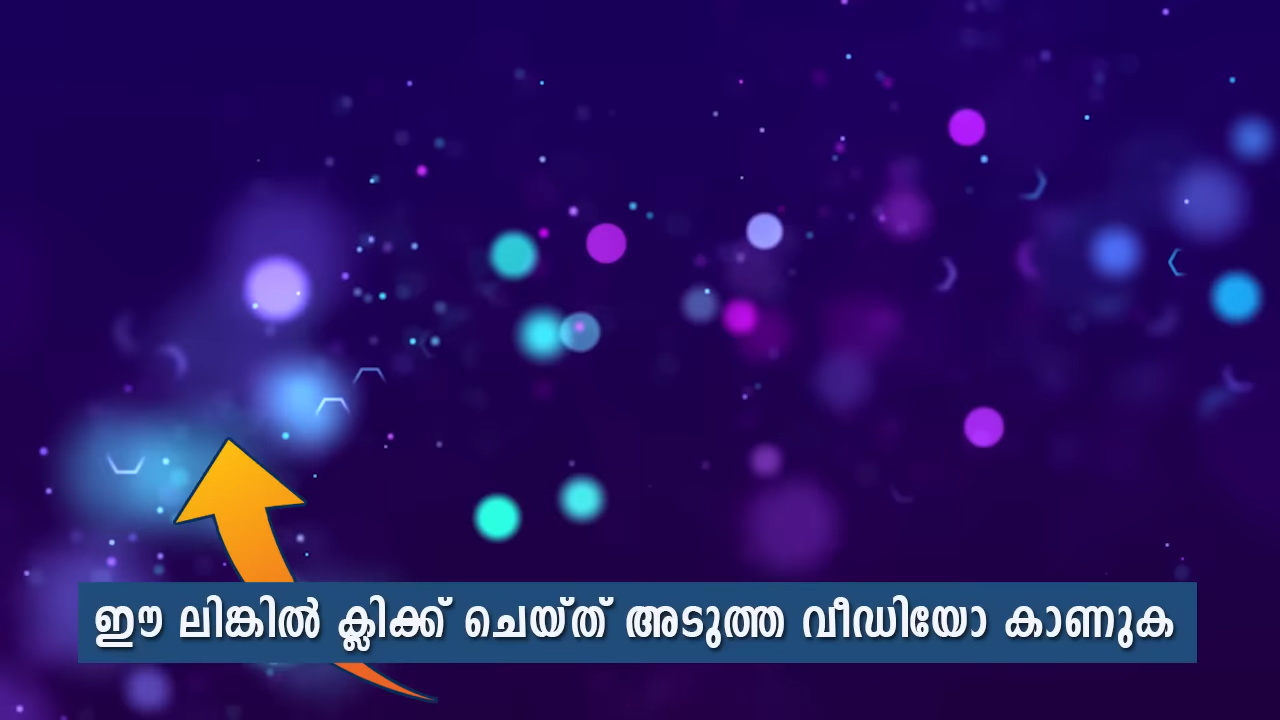 ഈ ലിങ്കിൽ ക്ലിക്ക് ചെയ്ത് അടുത്ത വീഡിയോ കാണുക